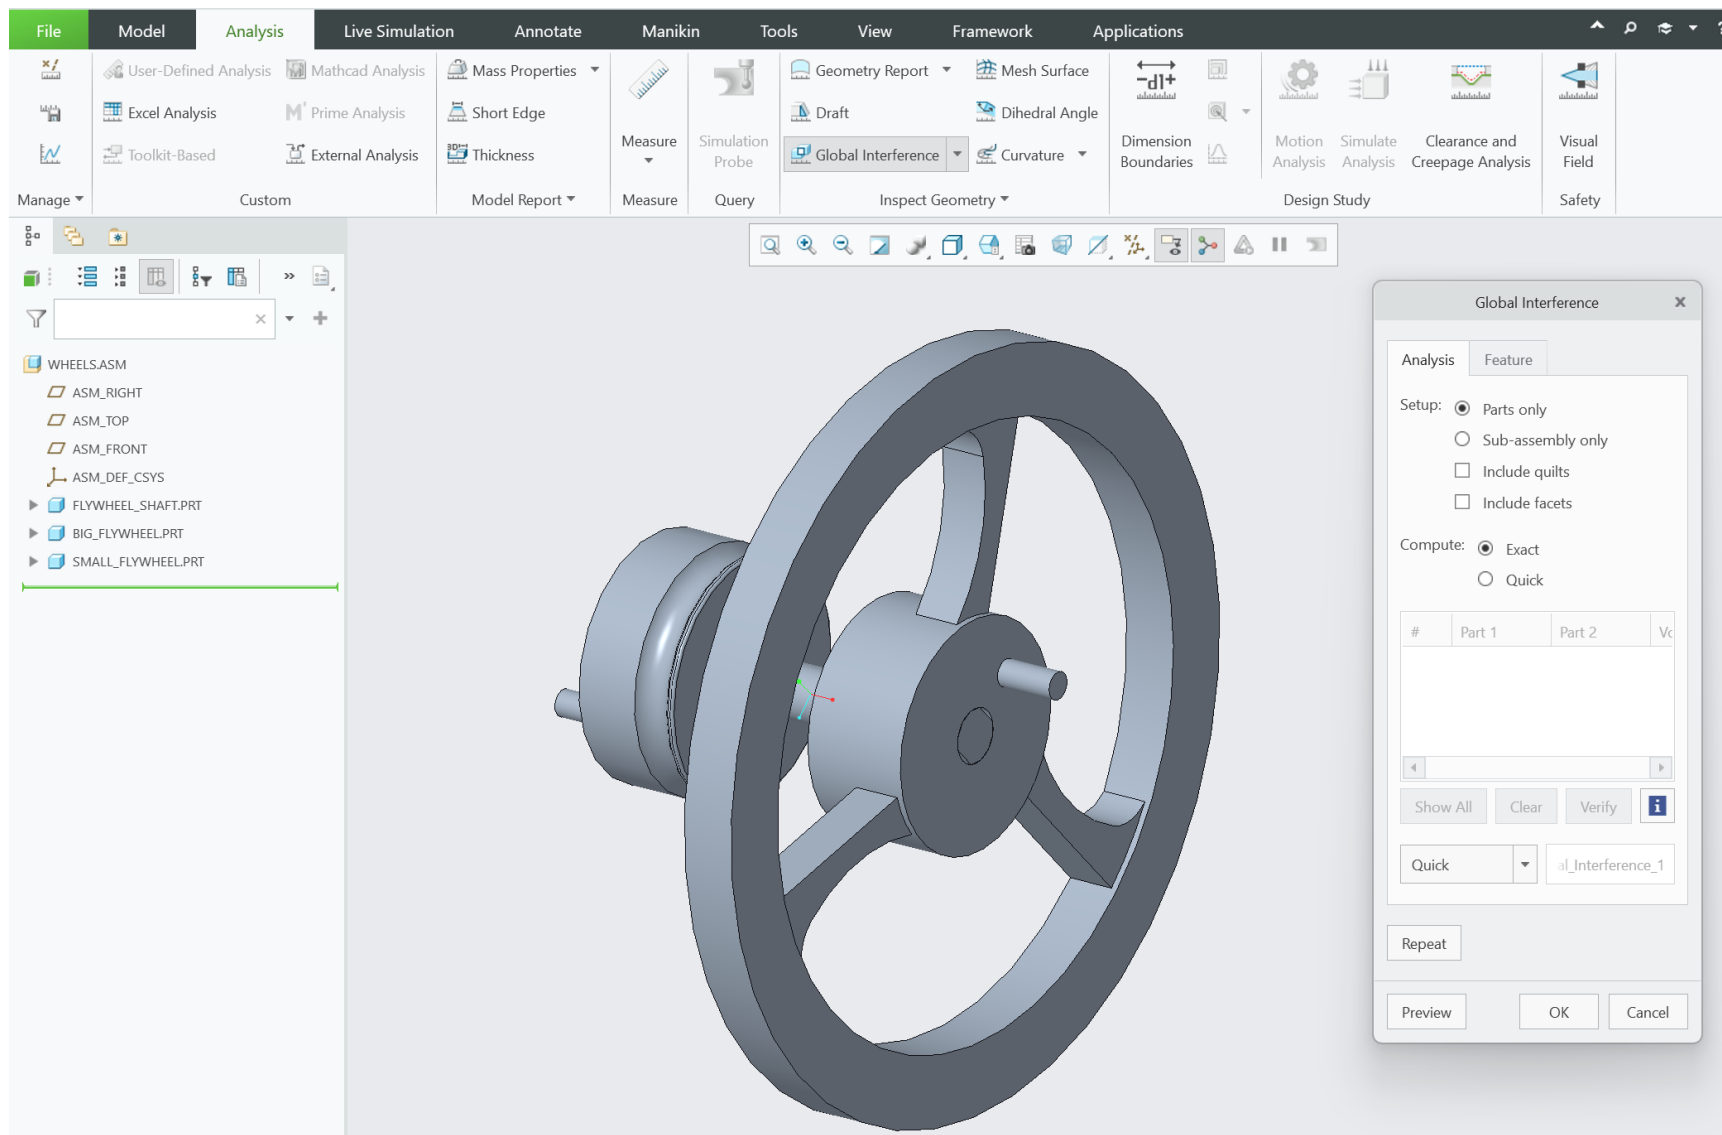 File Model Analysis Live Simulation Annotate Manikin Tools View Framework Applications ?
User-Defined Analysis Mathcad Analysis Mass Properties Geometry Report Mesh Surface
Excel Analysis Prime Analysis Short Edge Draft Dihedral Angle
Toolkit-Based External Analysis Thickness Global Interference Curvature
Measure
Simulation Probe
Dimension Boundaries
Motion Analysis
Simulate Analysis
Clearance and Creepage Analysis
Visual Field
Manage Custom Model Report Measure Query Inspect Geometry Design Study Safety
WHEELS.ASM
ASM_RIGHT
ASM_TOP
ASM_FRONT
ASM_DEF_CSYS
FLYWHEEL_SHAFT.PRT
BIG_FLYWHEEL.PRT
SMALL_FLYWHEEL.PRT
Global Interference
Analysis Feature
Setup: Parts only
Sub-assembly only
Include quilts
Include facets
Compute: Exact
Quick
# Part 1 Part 2 Vo
Show All Clear Verify
Quick al_Interference_1
Repeat
Preview OK Cancel